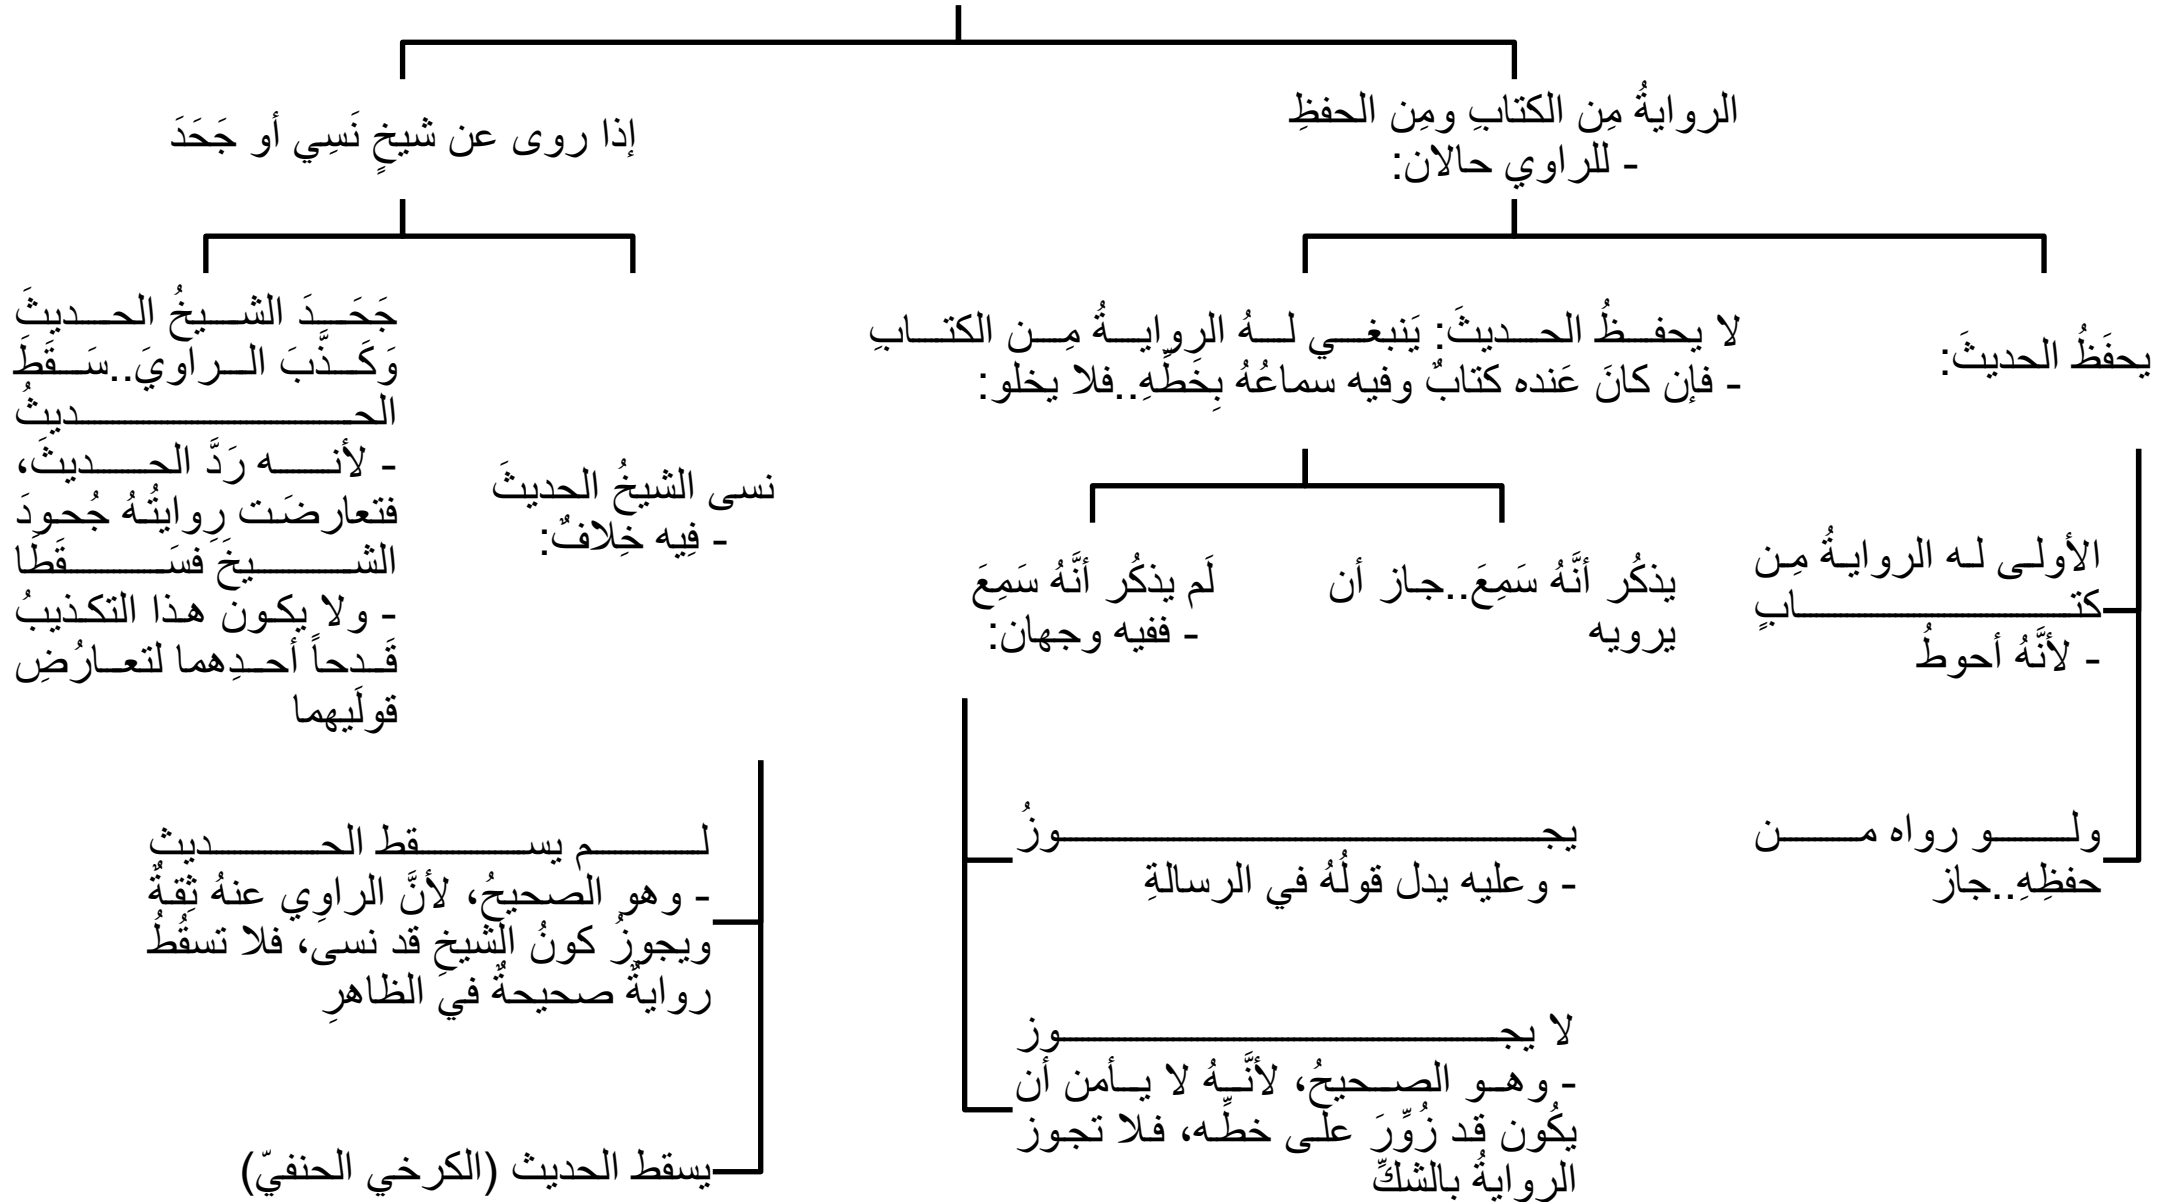 الروايةُ مِن الكتابِ ومِن الحفظِ
- للراوي حالان:
يحفَظُ الحديثَ:
الأولى له الروايةُ مِن
كتابٍ
- لأنَّهُ أحوطُ
ولو رواه من
حفظِهِ..جاز
لا يحفظُ الحديثَ: يَنبغي لهُ الروايةُ مِن الكتابِ
- فإن كانَ عَنده كتابٌ وفيه سماعُهُ بِخَطِّهِ..فلا يخلو:
يذكُر أنَّهُ سَمِعَ..جاز أن
يرويه
لَم يذكُر أنَّهُ سَمِعَ
- ففيه وجهان:
يجوزُ
- وعليه يدل قولُهُ في الرسالةِ
لا يجوز
- وهو الصحيحُ، لأنَّهُ لا يأمن أن
يكُون قد زُوِّرَ على خطِّه، فلا تجوز
الروايةُ بالشكِّ
إذا روى عن شيخٍ نَسِي أو جَحَدَ
نسى الشيخُ الحديثَ
- فِيه خِلافٌ:
لم يسقط الحديث
- وهو الصحيحُ، لأنَّ الراوِي عنهُ ثِقةٌ
ويجوزُ كونُ الشيخِ قد نسى، فلا تسقُطُ
روايةٌ صحيحةٌ في الظاهرِ
يسقط الحديث (الكرخي الحنفيّ)
جَحَدَ الشيخُ الحديثَ
وَكَذَّبَ الراويَ..سَقَطَ
الحديثُ
- لأنه رَدَّ الحديثَ،
فتعارضَت رِوايتُهُ جُحودَ
الشيخَ فسَقَطَا
- ولا يكون هذا التكذيبُ
قَدحاً أحدِهما لتعارُضِ
قولَيهما